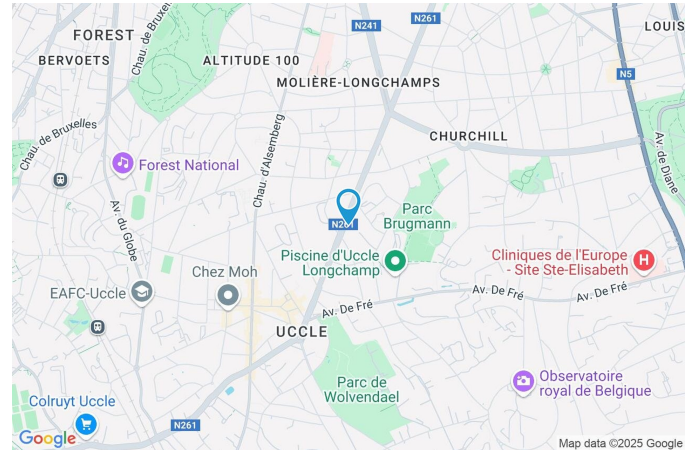 N241
N261
LOUIS
FOREST
BERVOETS
ALTITUDE 100
Chau. de Bruxelles
MOLIÈRE-LONGCHAMPS
N5
CHURCHILL
Chau. de Bruxelles
Chau. d'Alsemberg
Av. de Diane
Forest National
Av. du Globe
N261
Parc
Brugmann
Piscine d'Uccle
Longchamp
Cliniques de l'Europe
- Site Ste-Elisabeth
H
Chez Moh
EAFC-Uccle
Av. De Fré
Av. De Fré
Av. De Fré
UCCLE
Parc de
Wolvendael
Observatoire
royal de Belgique
Colruyt Uccle
N261
Google
Map data ©2025 Google